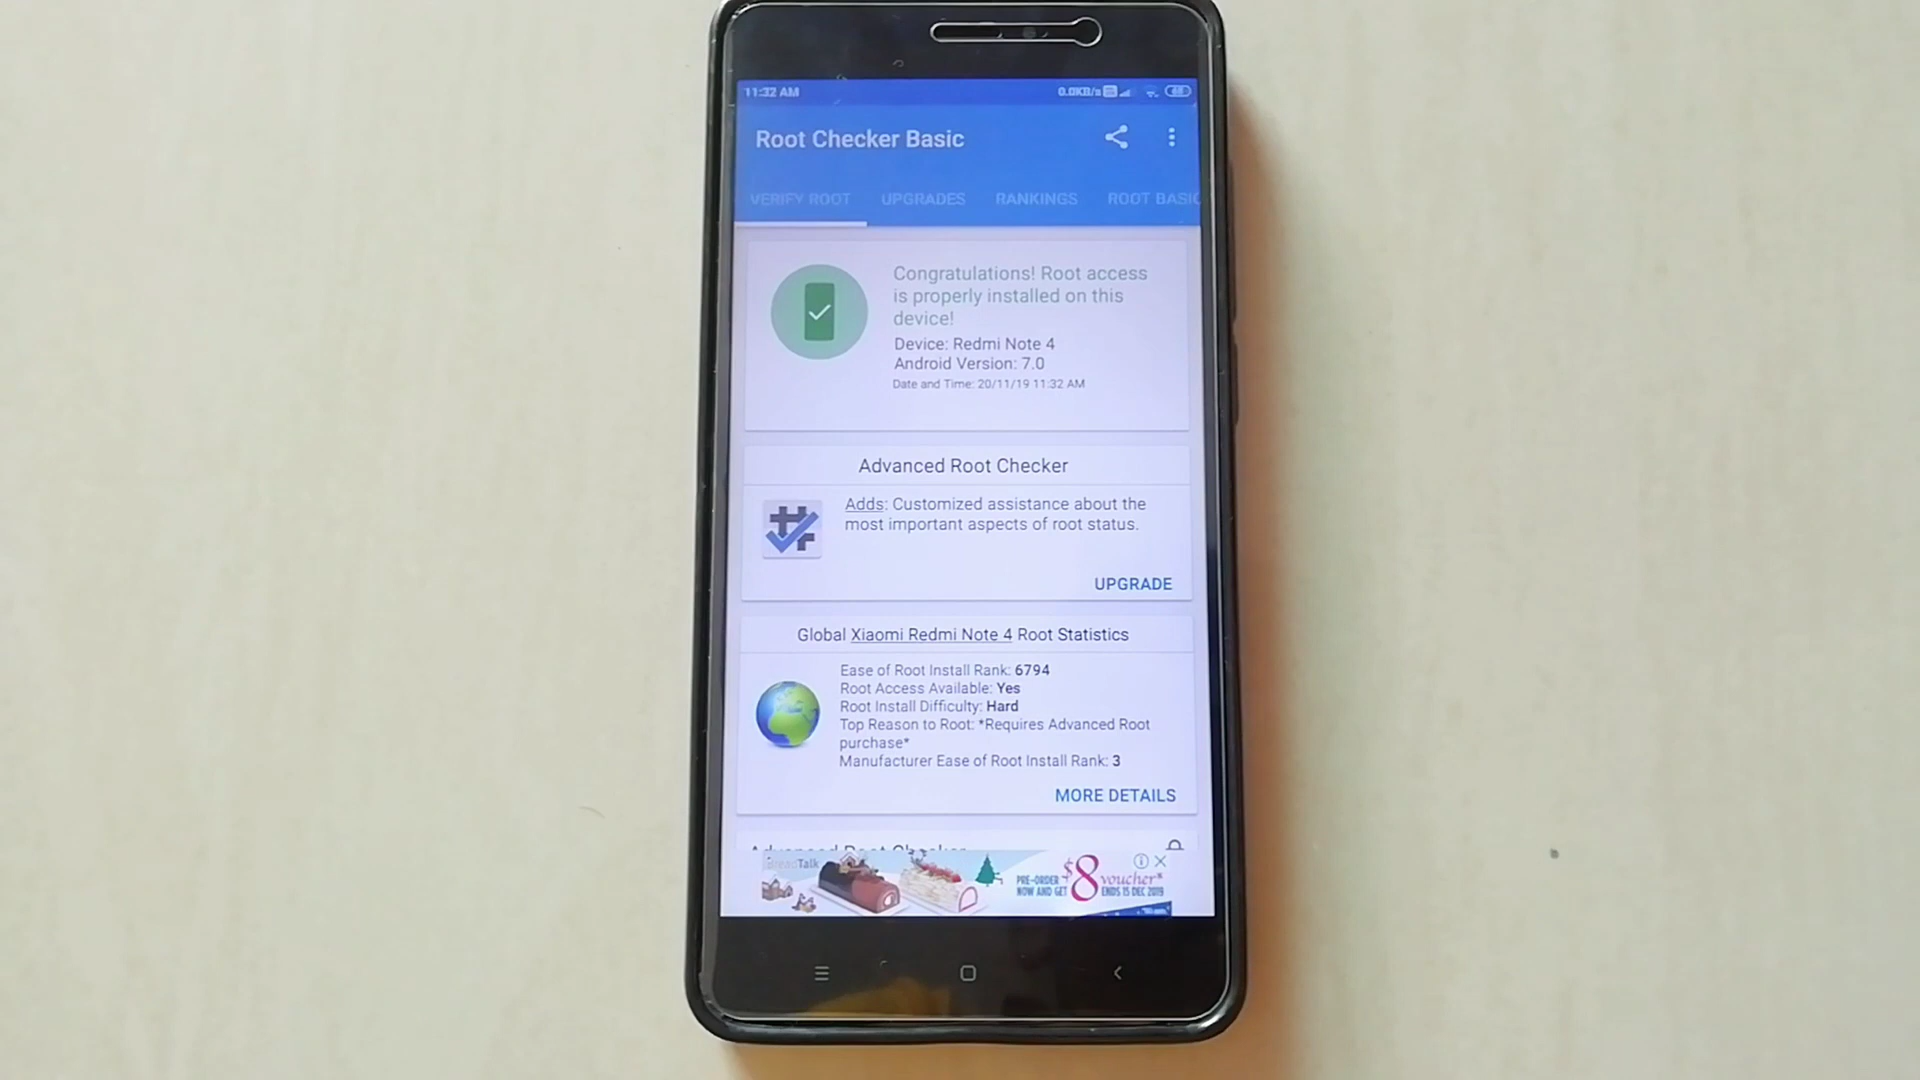 11:32 AM
0.0KB/s
Root Checker Basic
VERIFY ROOT
UPGRADES
RANKINGS
ROOT BASIC
Congratulations! Root access
is properly installed on this
device!
Device: Redmi Note 4
Android Version: 7.0
Date and Time: 20/11/19 11:32 AM
Advanced Root Checker
Adds: Customized assistance about the
most important aspects of root status.
UPGRADE
Global Xiaomi Redmi Note 4 Root Statistics
Ease of Root Install Rank: 6794
Root Access Available: Yes
Root Install Difficulty: Hard
Top Reason to Root: *Requires Advanced Root
purchase*
Manufacturer Ease of Root Install Rank: 3
MORE DETAILS
Advanced Root Checker
BreadTalk
PRE-ORDER
NOW AND GET
$8
voucher*
ENDS 15 DEC 2019